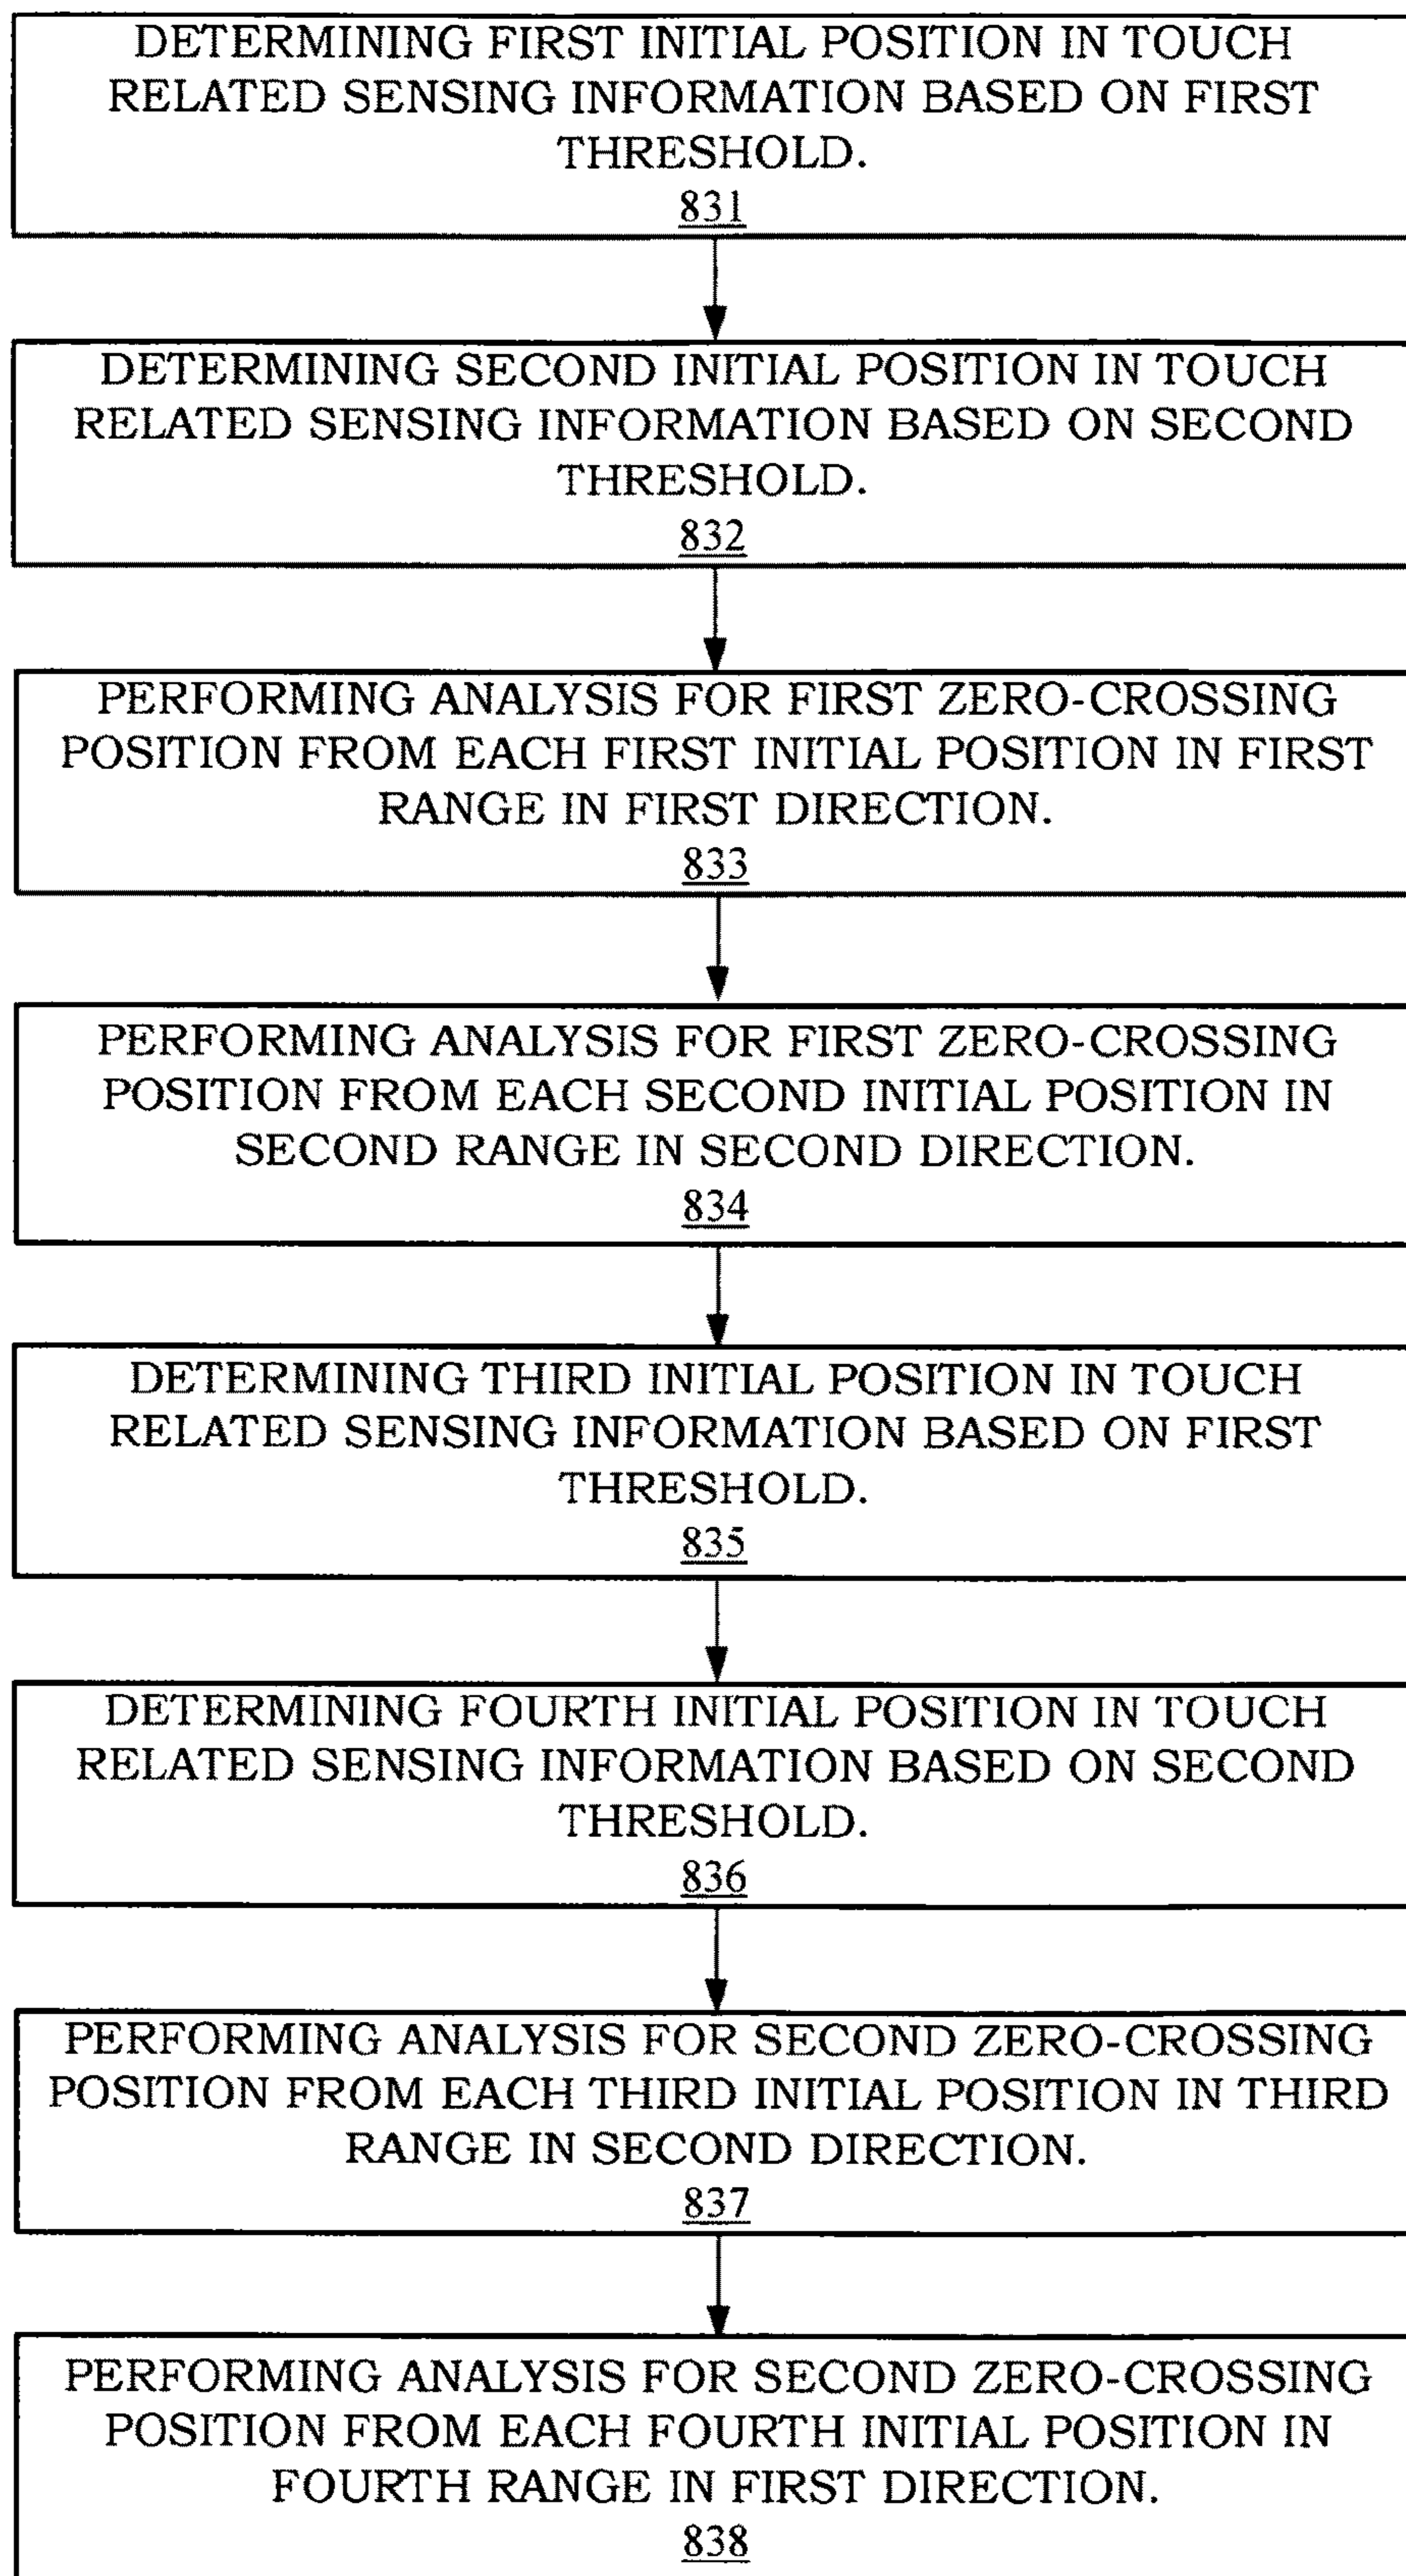 DETERMINING FIRST INITIAL POSITION IN TOUCH
RELATED SENSING INFORMATION BASED ON FIRST
THRESHOLD.
831
DETERMINING SECOND INITIAL POSITION IN TOUCH
RELATED SENSING INFORMATION BASED ON SECOND
THRESHOLD.
832
PERFORMING ANALYSIS FOR FIRST ZERO-CROSSING
POSITION FROM EACH FIRST INITIAL POSITION IN FIRST
RANGE IN FIRST DIRECTION.
833
PERFORMING ANALYSIS FOR FIRST ZERO-CROSSING
POSITION FROM EACH SECOND INITIAL POSITION IN
SECOND RANGE IN SECOND DIRECTION.
834
DETERMINING THIRD INITIAL POSITION IN TOUCH
RELATED SENSING INFORMATION BASED ON FIRST
THRESHOLD.
835
DETERMINING FOURTH INITIAL POSITION IN TOUCH
RELATED SENSING INFORMATION BASED ON SECOND
THRESHOLD.
836
PERFORMING ANALYSIS FOR SECOND ZERO-CROSSING
POSITION FROM EACH THIRD INITIAL POSITION IN THIRD
RANGE IN SECOND DIRECTION.
837
PERFORMING ANALYSIS FOR SECOND ZERO-CROSSING
POSITION FROM EACH FOURTH INITIAL POSITION IN
FOURTH RANGE IN FIRST DIRECTION.
838